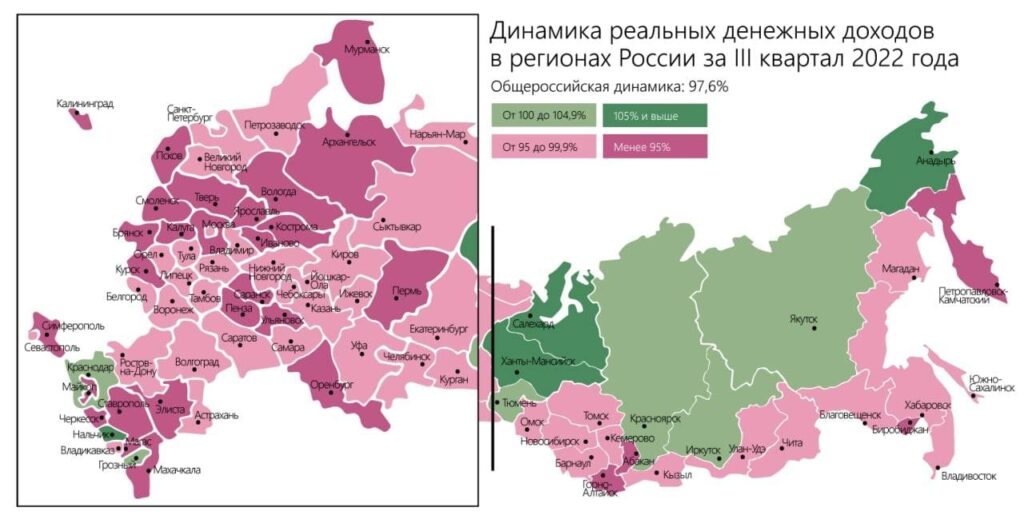 Динамика реальных денежных доходов
в регионах России за III квартал 2022 года
Общероссийская динамика: 97,6%
От 100 до 104,9%
105% и выше
От 95 до 99,9%
Менее 95%
Мурманск
Калининград
Санкт-
Петербург
Петрозаводск
Нарьян-Мар
Архангельск
Псков
Великий
Новгород
Вологда
Тверь
Смоленск
Ярославль
Сыктывкар
Москва
Кострома
Калуга
Брянск
Иваново
Владимир
Орёл
Тула
Рязань
Киров
Курск
Липецк
Нижний
Новгород
Йошкар-
Ола
Пермь
Белгород
Тамбов
Саранск
Чебоксары
Ижевск
Воронеж
Пенза
Казань
Ульяновск
Симферополь
Севастополь
Саратов
Самара
Уфа
Екатеринбург
Челябинск
Курган
Краснодар
Ростов-
на-Дону
Волгоград
Оренбург
Майкоп
Ставрополь
Элиста
Астрахань
Черкесск
Нальчик
Магас
Владикавказ
Грозный
Махачкала
Анадырь
Магадан
Петропавловск-
Камчатский
Салехард
Якутск
Ханты-Мансийск
Южно-
Сахалинск
Тюмень
Омск
Томск
Красноярск
Благовещенск
Хабаровск
Биробиджан
Новосибирск
Кемерово
Иркутск
Улан-Удэ
Чита
Барнаул
Абакан
Кызыл
Горно-
Алтайск
Владивосток